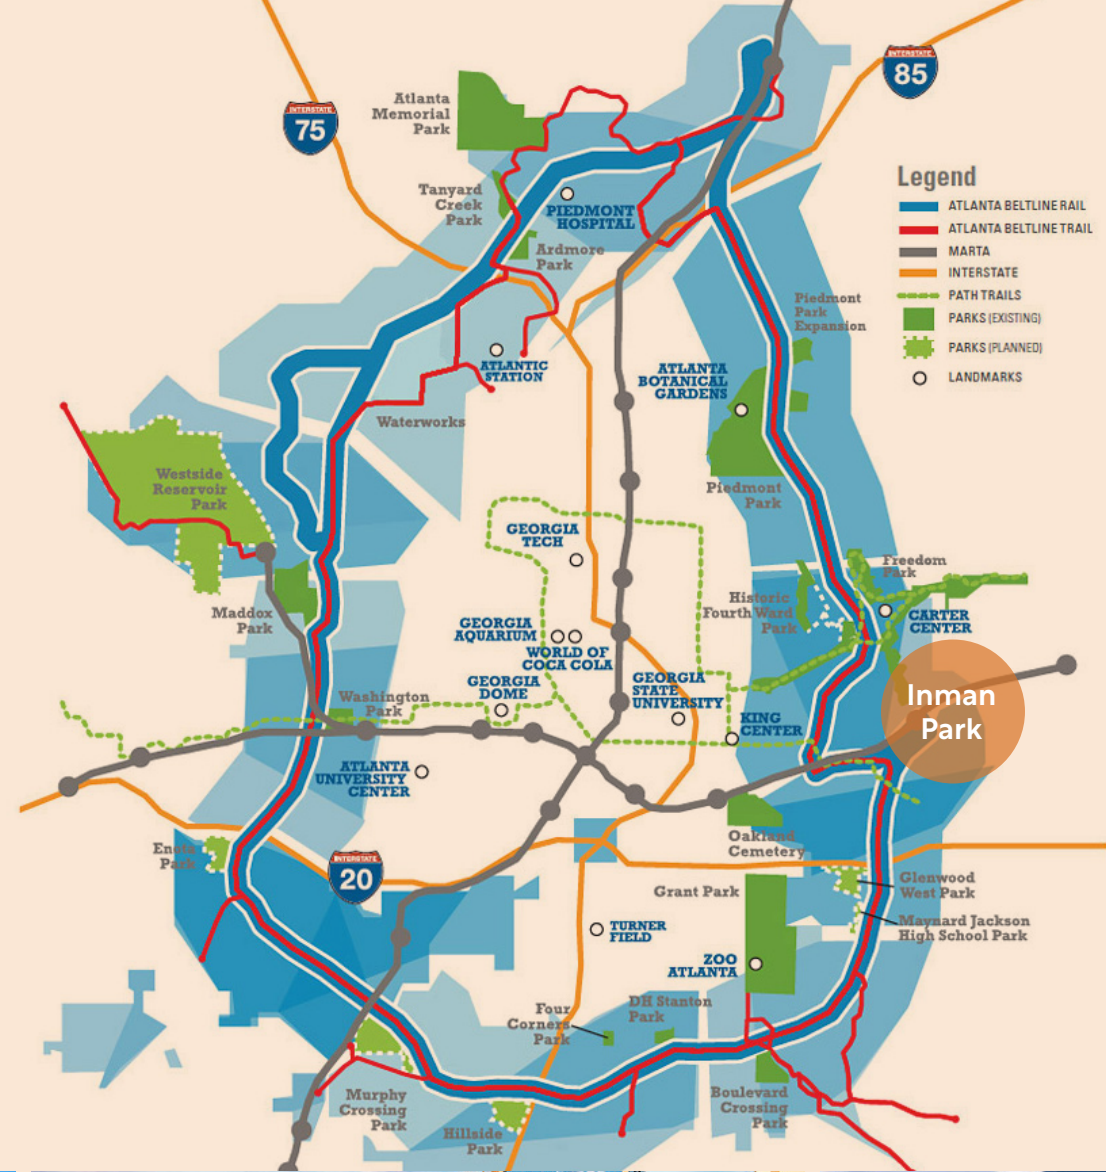 INTERSTATE
85
Atlanta
Memorial
Park
INTERSTATE
75
Legend
ATLANTA BELTLINE RAIL
ATLANTA BELTLINE TRAIL
MARTA
INTERSTATE
PATH TRAILS
PARKS (EXISTING)
PARKS (PLANNED)
LANDMARKS
Tanyard
Creek
Park
PIEDMONT
HOSPITAL
Ardmore
Park
Piedmont
Park
Expansion
ATLANTIC
STATION
ATLANTA
BOTANICAL
GARDENS
Waterworks
Westside
Reservoir
Park
Piedmont
Park
GEORGIA
TECH
Freedom
Park
Maddox
Park
Historic
Fourth Ward
Park
CARTER
CENTER
GEORGIA
AQUARIUM
WORLD OF
COCA COLA
GEORGIA
DOME
GEORGIA
STATE
UNIVERSITY
Inman
Park
Washington
Park
KING
CENTER
ATLANTA
UNIVERSITY
CENTER
Oakland
Cemetery
Enota
Park
INTERSTATE
20
Grant Park
Glenwood
West Park
Maynard Jackson
High School Park
TURNER
FIELD
ZOO
ATLANTA
Four
Corners
Park
DH Stanton
Park
Murphy
Crossing
Park
Hillside
Park
Boulevard
Crossing
Park